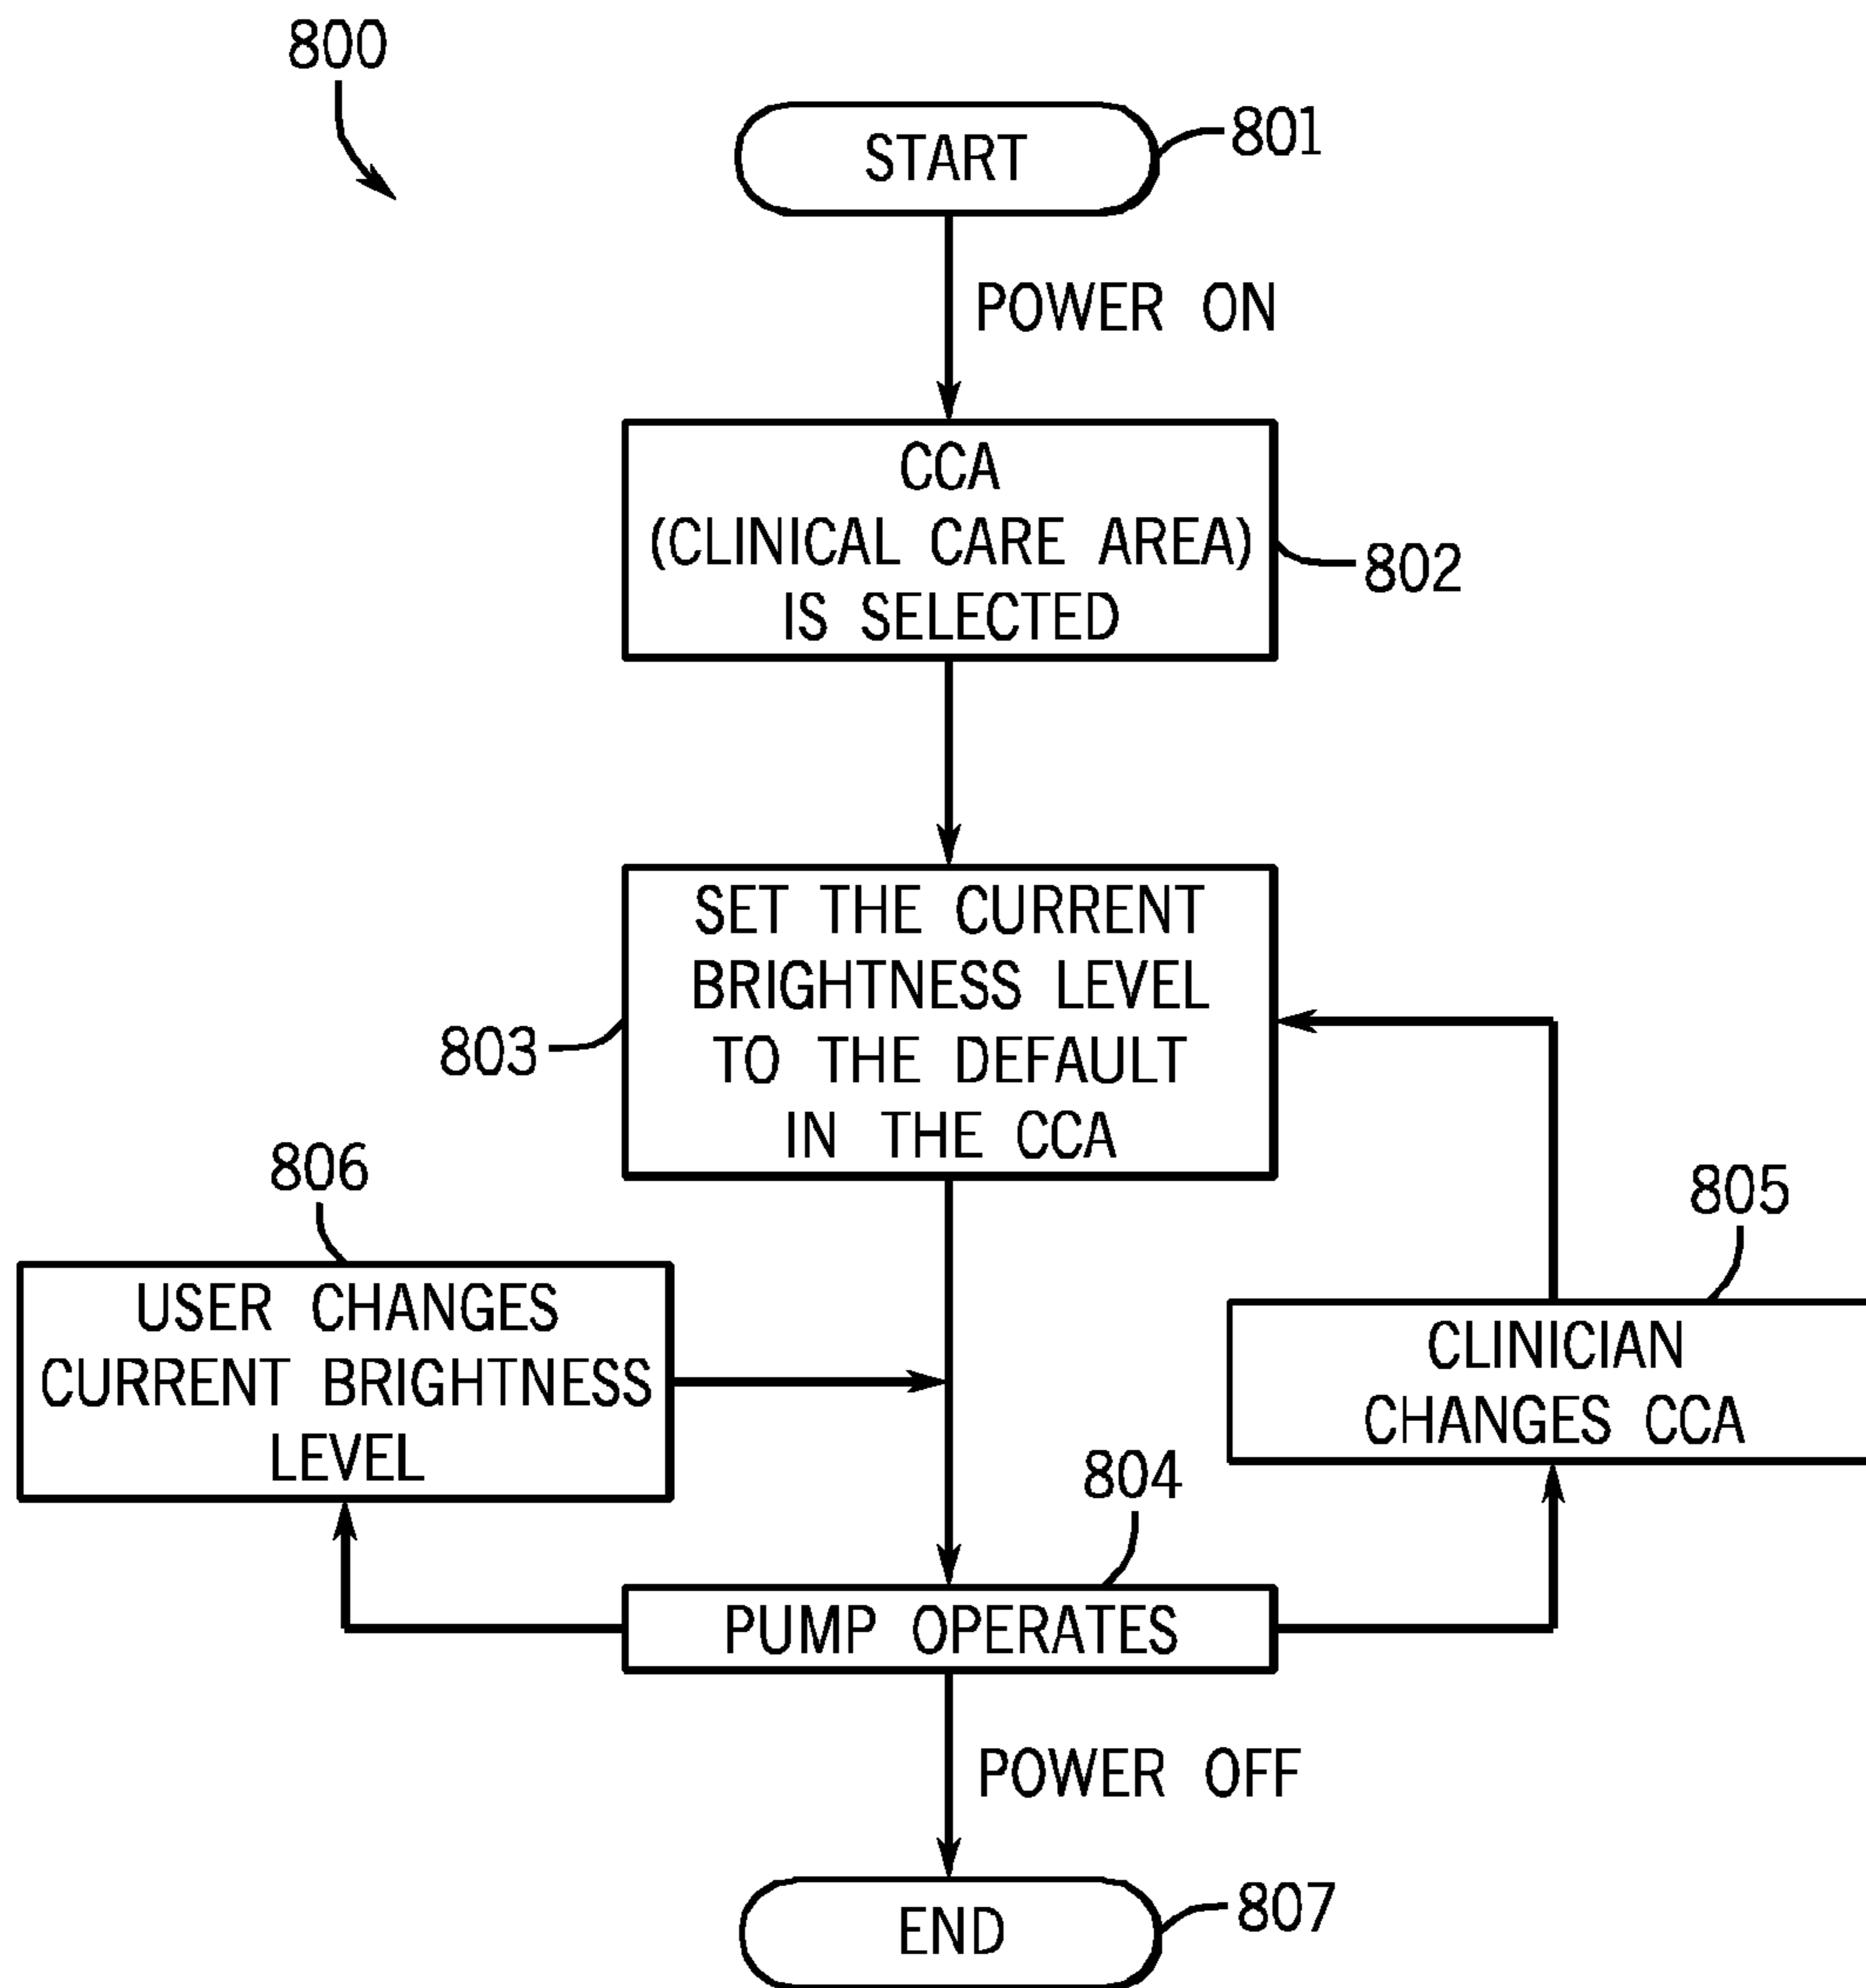 800
START
801
POWER ON
CCA
(CLINICAL CARE AREA)
IS SELECTED
802
SET THE CURRENT
BRIGHTNESS LEVEL
TO THE DEFAULT
IN THE CCA
803
806
USER CHANGES
CURRENT BRIGHTNESS
LEVEL
805
CLINICIAN
CHANGES CCA
804
PUMP OPERATES
POWER OFF
END
807